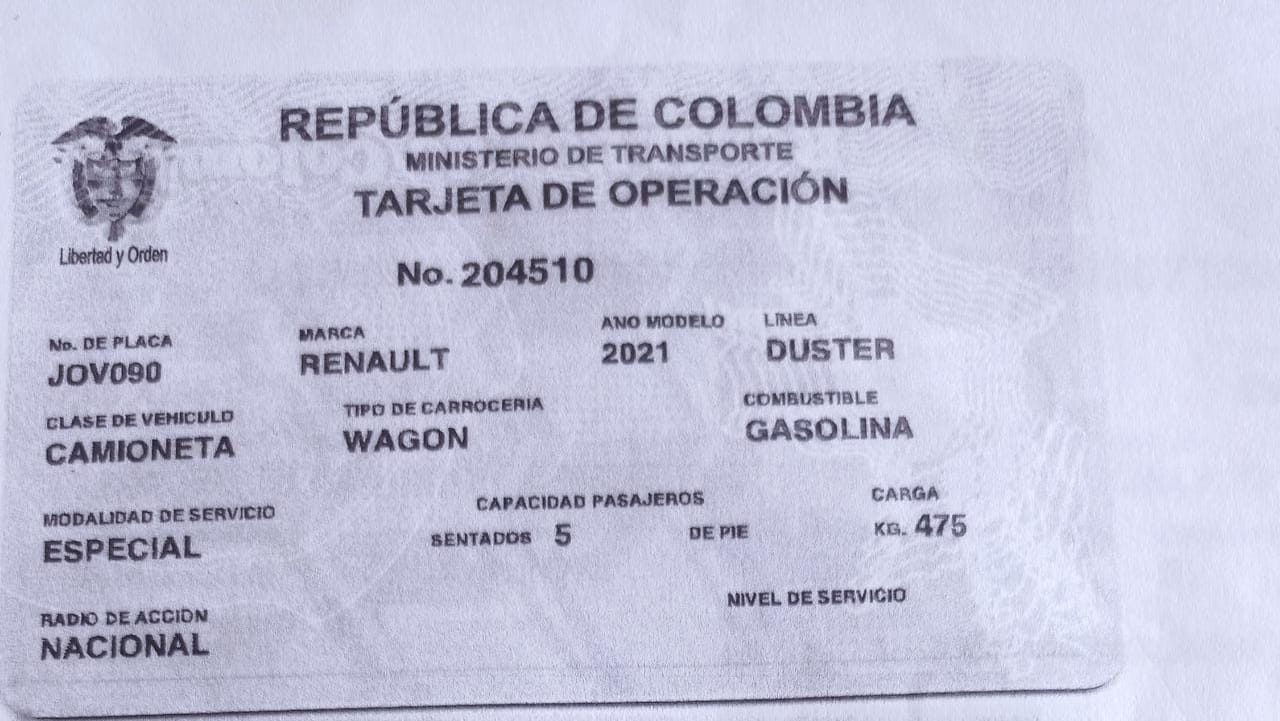 REPÚBLICA DE COLOMBIA
MINISTERIO DE TRANSPORTE
TARJETA DE OPERACIÓN
Libertad y Orden
No. 204510
No. DE PLACA MARCA ANO MODELO LINEA
JOV090 RENAULT 2021 DUSTER
CLASE DE VEHICULO TIPO DE CARROCERIA COMBUSTIBLE
CAMIONETA WAGON GASOLINA
MODALIDAD DE SERVICIO CAPACIDAD PASAJEROS CARGA
ESPECIAL SENTADOS 5 DE PIE KG. 475
RADIO DE ACCION NIVEL DE SERVICIO
NACIONAL